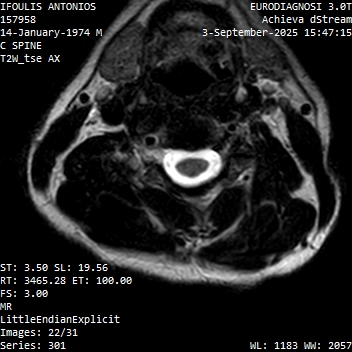 IFOULIS ANTONIOS
157958
14-January-1974 M
C SPINE
T2W_tse AX
EURODIAGNOSI 3.0T
Achieva dStream
3-September-2025 15:47:15
ST: 3.50 SL: 19.56
RT: 3465.28 ET: 100.00
FS: 3.00
MR
LittleEndianExplicit
Images: 22/31
Series: 301
WL: 1183 WW: 2057